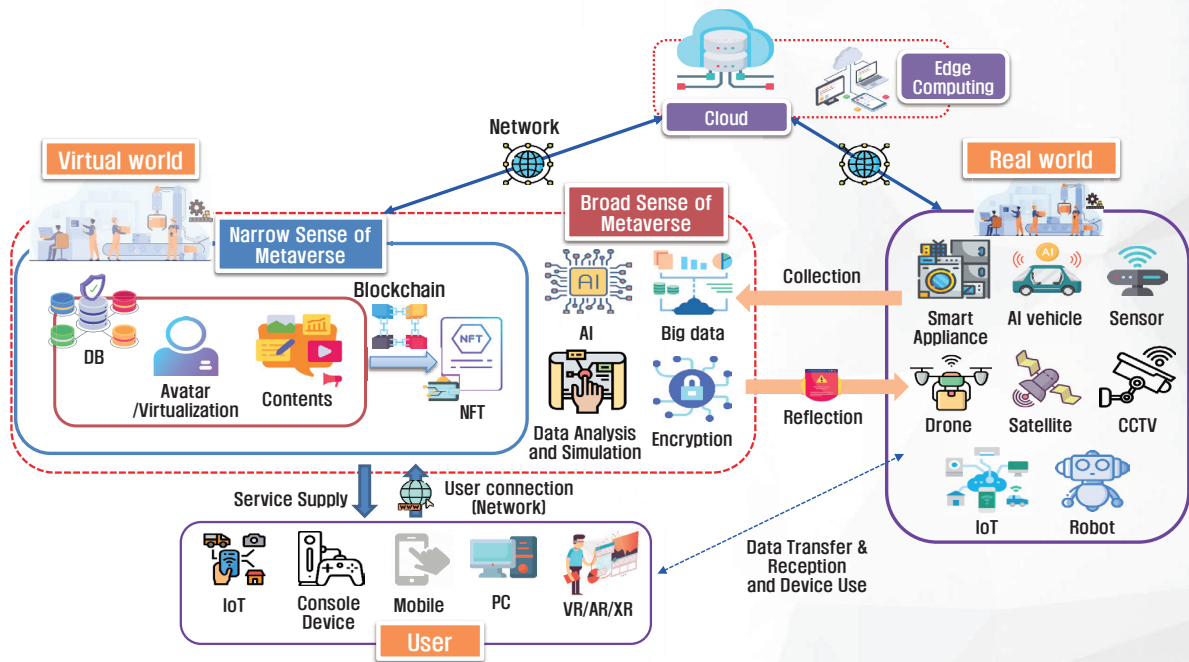 Edge
Computing
Cloud
Network
Virtual world
Real world
Broad Sense of
Metaverse
Narrow Sense of
Metaverse
Blockchain
DB
Avatar
/Virtualization
Contents
NFT
NFT
AI
AI
Big data
Data Analysis
and Simulation
Encryption
Collection
Reflection
AI
Smart
Appliance
AI vehicle
Sensor
Drone
Satellite
CCTV
IoT
Robot
Service Supply
WWW
User connection
(Network)
Data Transfer &
Reception
and Device Use
IoT
Console
Device
Mobile
PC
VR/AR/XR
User